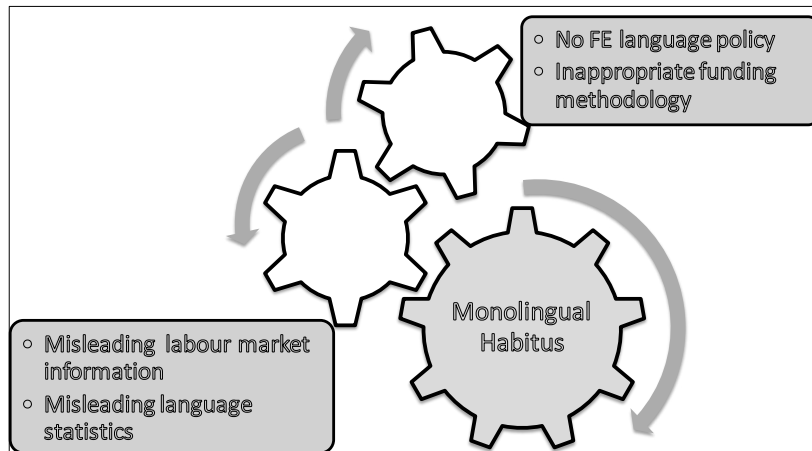 ○ No FE language policy
○ Inappropriate funding
methodology
Monolingual
Habitus
○ Misleading labour market
information
○ Misleading language
statistics